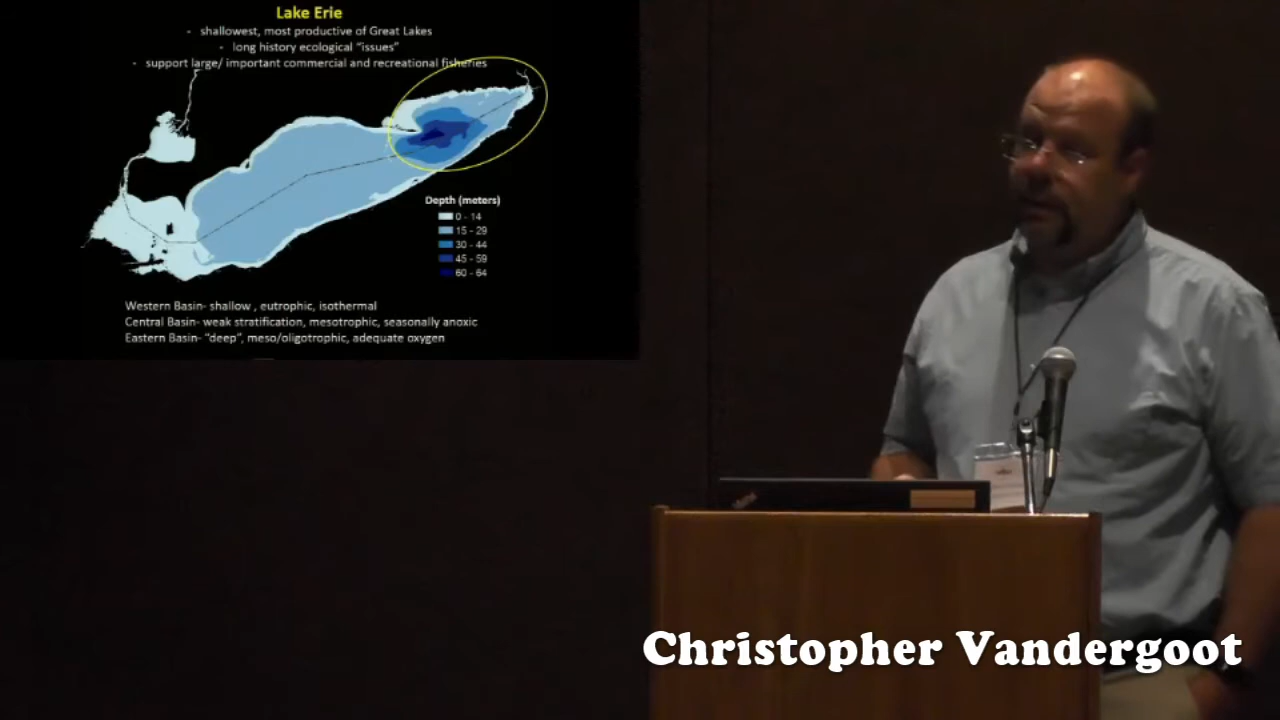 Lake Erie
- shallowest, most productive of Great Lakes
- long history ecological "issues"
- support large/ important commercial and recreational fisheries
Depth (meters)
0 - 14
15 - 29
30 - 44
45 - 59
60 - 64
Western Basin- shallow , eutrophic, isothermal
Central Basin- weak stratification, mesotrophic, seasonally anoxic
Eastern Basin- "deep", meso/oligotrophic, adequate oxygen
Christopher Vandergoot